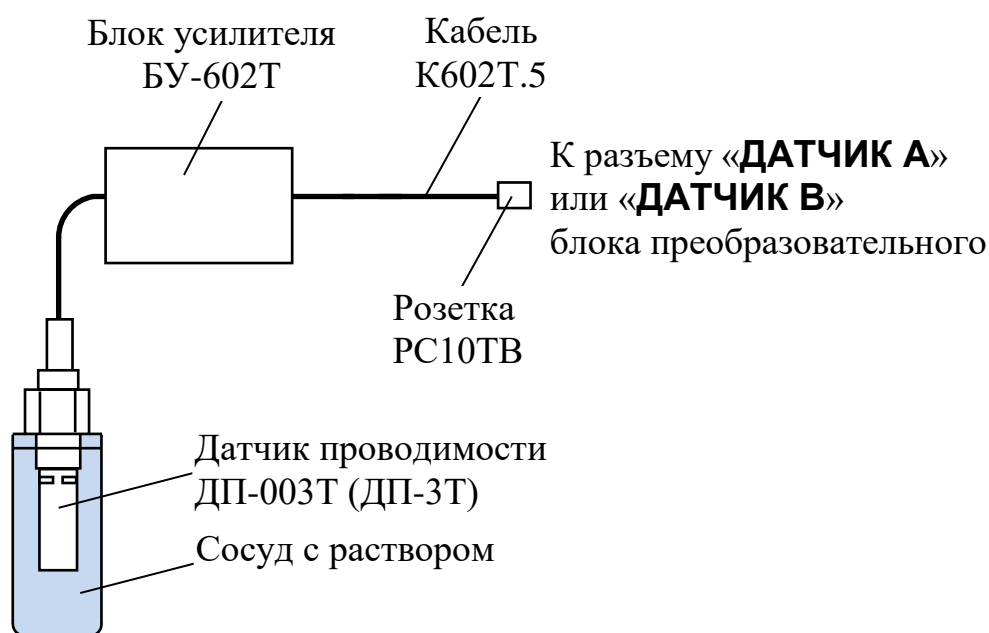 Блок усилителя
БУ-602Т
Кабель
К602Т.5
К разъему «ДАТЧИК А»
или «ДАТЧИК В»
блока преобразовательного
Розетка
РС10ТВ
Датчик проводимости
ДП-003Т (ДП-3Т)
Сосуд с раствором